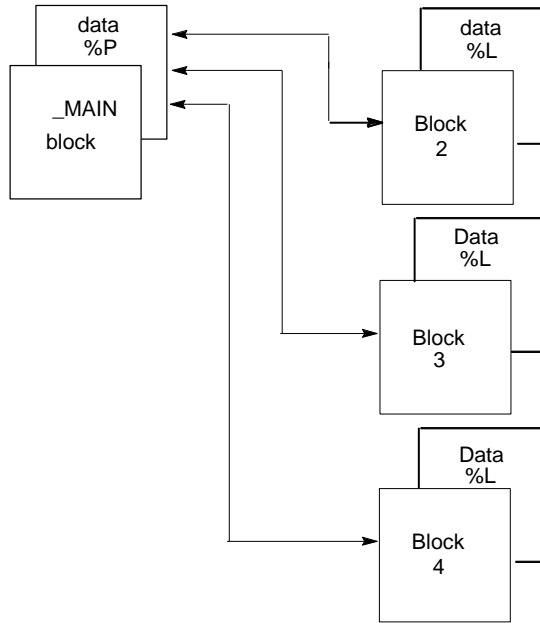 data
%P
_MAIN
block
data
%L
Block
2
Data
%L
Block
3
Data
%L
Block
4